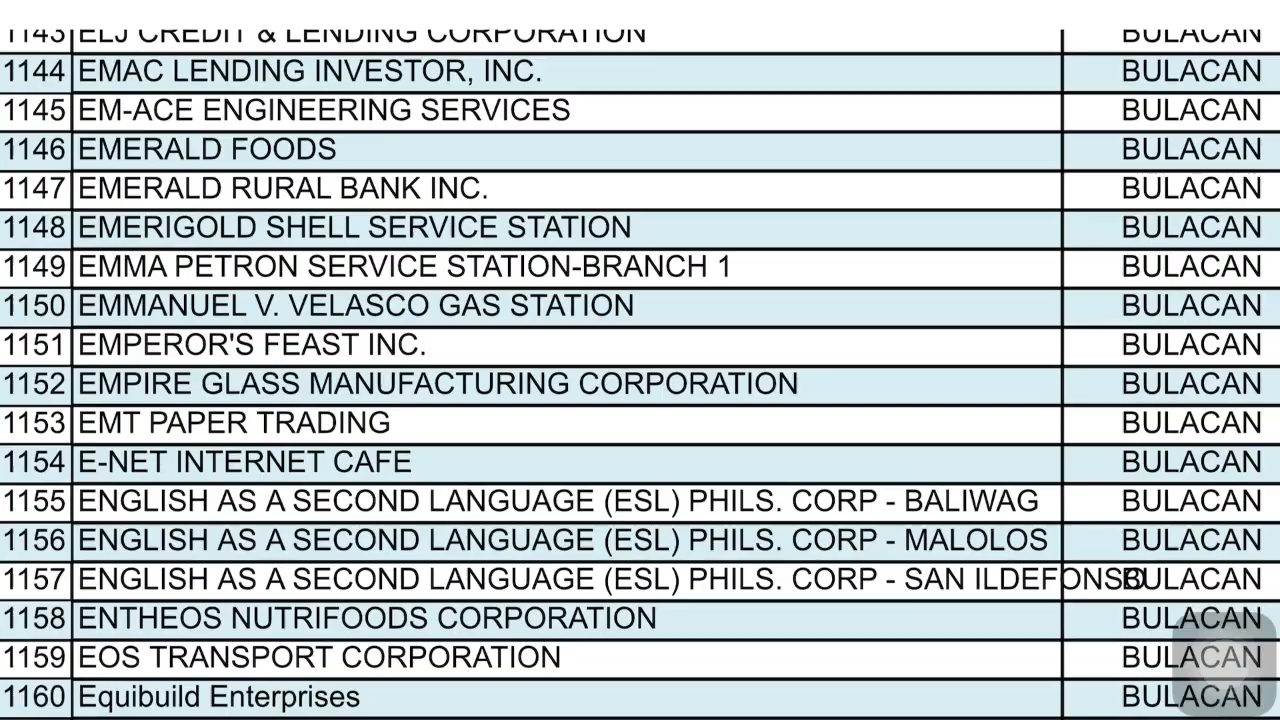 1143 ELJ CREDIT & LENDING CORPORATION BULACAN
1144 EMAC LENDING INVESTOR, INC. BULACAN
1145 EM-ACE ENGINEERING SERVICES BULACAN
1146 EMERALD FOODS BULACAN
1147 EMERALD RURAL BANK INC. BULACAN
1148 EMERIGOLD SHELL SERVICE STATION BULACAN
1149 EMMA PETRON SERVICE STATION-BRANCH 1 BULACAN
1150 EMMANUEL V. VELASCO GAS STATION BULACAN
1151 EMPEROR'S FEAST INC. BULACAN
1152 EMPIRE GLASS MANUFACTURING CORPORATION BULACAN
1153 EMT PAPER TRADING BULACAN
1154 E-NET INTERNET CAFE BULACAN
1155 ENGLISH AS A SECOND LANGUAGE (ESL) PHILS. CORP - BALIWAG BULACAN
1156 ENGLISH AS A SECOND LANGUAGE (ESL) PHILS. CORP - MALOLOS BULACAN
1157 ENGLISH AS A SECOND LANGUAGE (ESL) PHILS. CORP - SAN ILDEFONSO BULACAN
1158 ENTHEOS NUTRIFOODS CORPORATION BULACAN
1159 EOS TRANSPORT CORPORATION BULACAN
1160 Equibuild Enterprises BULACAN